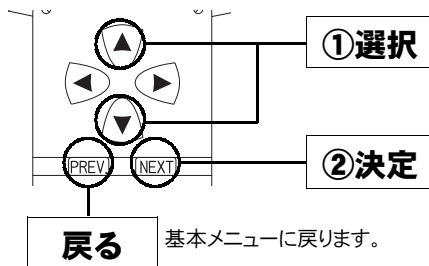 ①選択
PREV.
NEXT
②決定
戻る
基本メニューに戻ります。